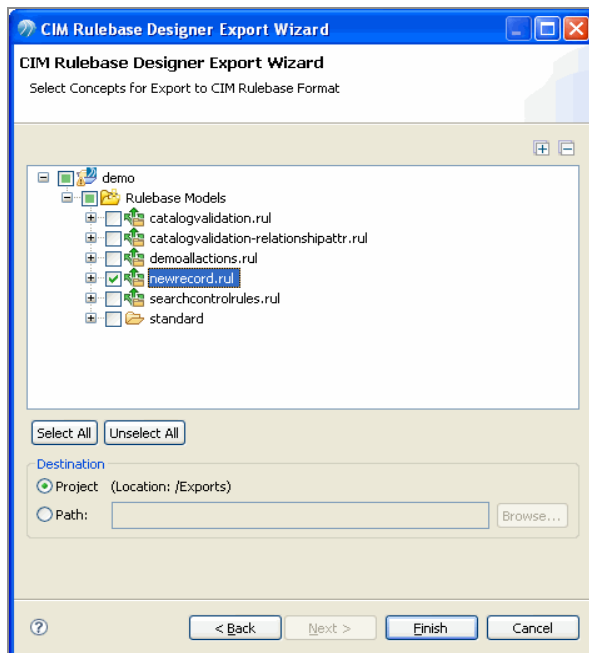 CIM Rulebase Designer Export Wizard
CIM Rulebase Designer Export Wizard
Select Concepts for Export to CIM Rulebase Format
demo
Rulebase Models
catalogvalidation.rul
catalogvalidation-relationshipattr.rul
demoallactions.rul
newrecord.rul
searchcontrolrules.rul
standard
Select All Unselect All
Destination
Project (Location: /Exports)
Path: Browse...
< Back Next > Finish Cancel